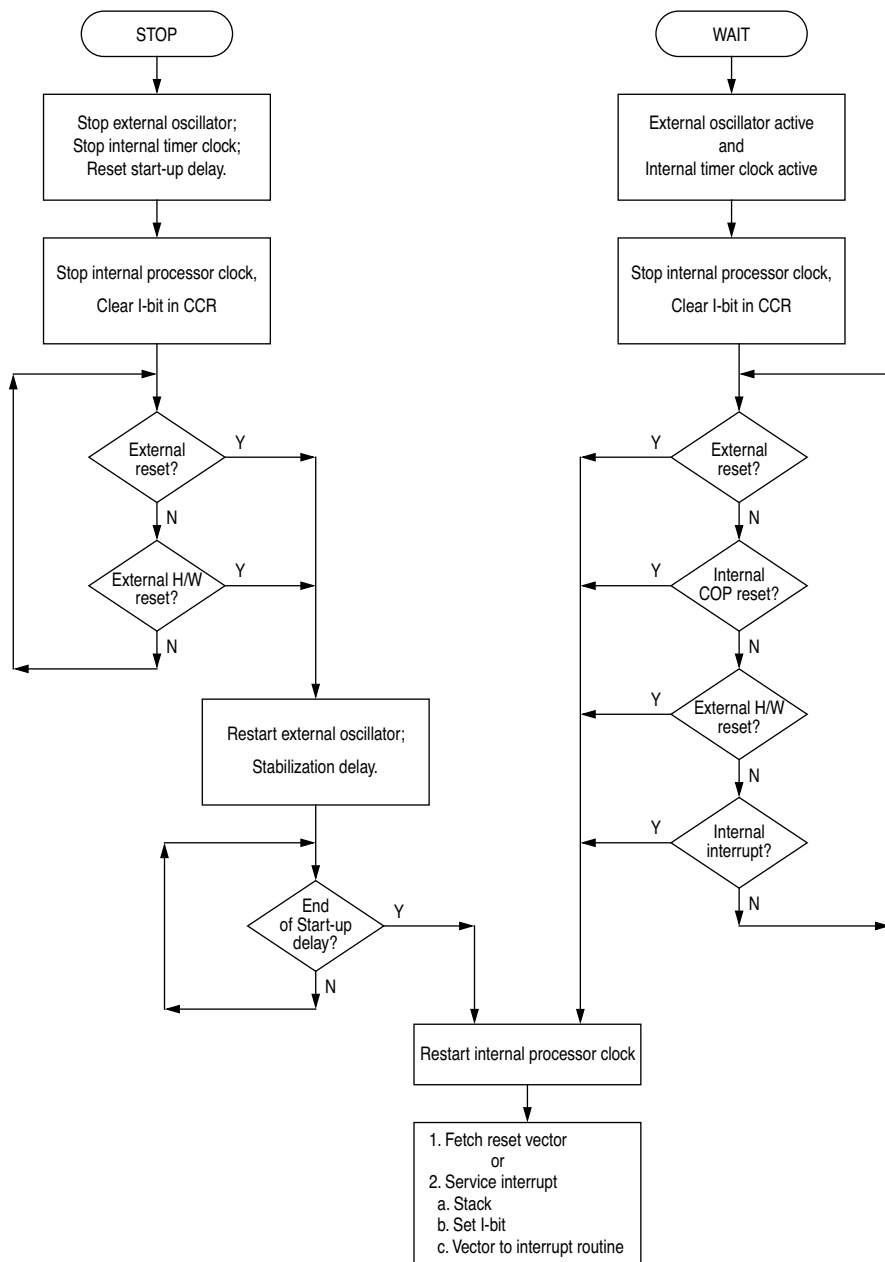 STOP
Stop external oscillator;
Stop internal timer clock;
Reset start-up delay.
Stop internal processor clock,
Clear I-bit in CCR
External
reset?
Y
N
External H/W
reset?
Y
N
Restart external oscillator;
Stabilization delay.
End
of Start-up
delay?
Y
N
WAIT
External oscillator active
and
Internal timer clock active
Stop internal processor clock,
Clear I-bit in CCR
External
reset?
Y
N
Internal
COP reset?
Y
N
External H/W
reset?
Y
N
Internal
interrupt?
Y
N
Restart internal processor clock
1. Fetch reset vector
or
2. Service interrupt
a. Stack
b. Set I-bit
c. Vector to interrupt routine